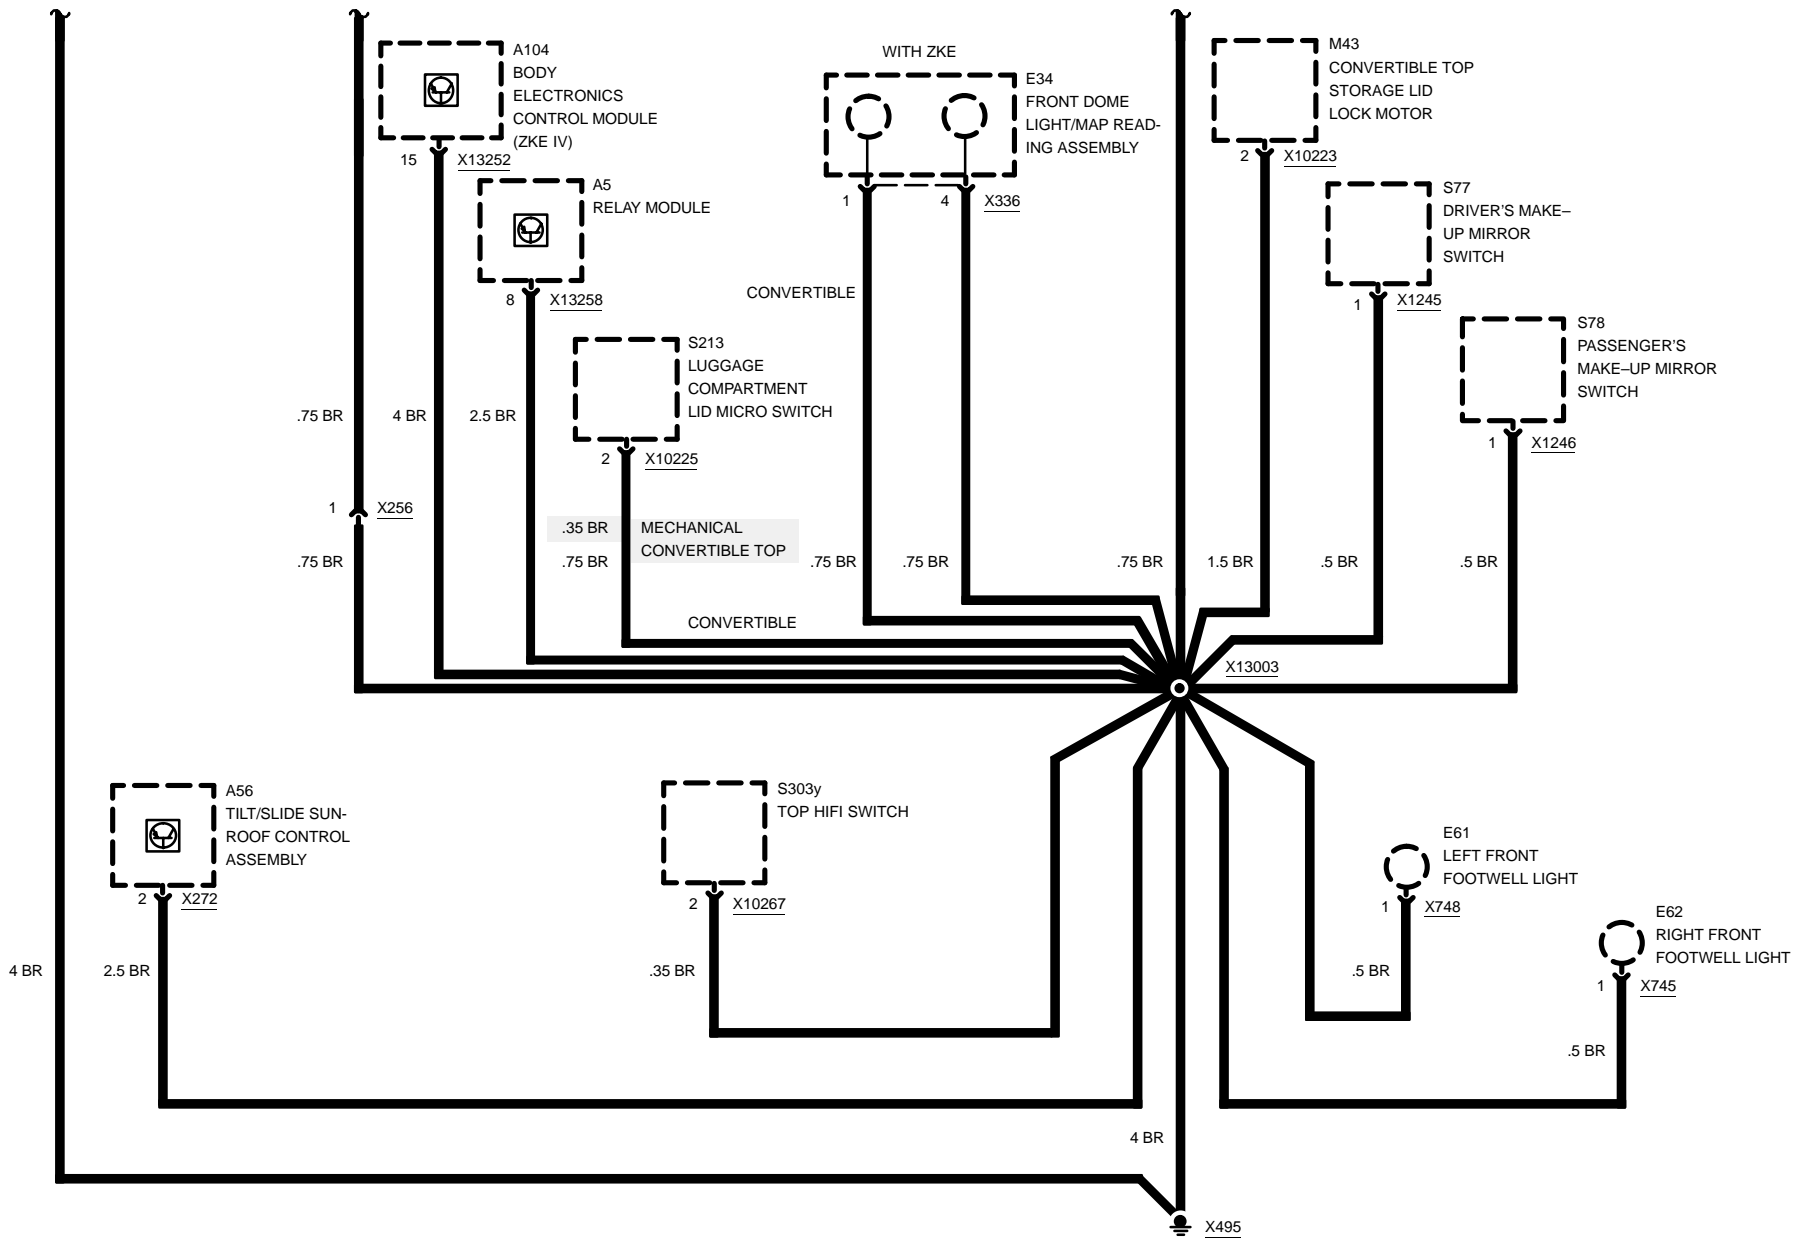 WITH ZKE
A104
BODY
ELECTRONICS
CONTROL MODULE
(ZKE IV)
15
X13252
A5
RELAY MODULE
8
X13258
S213
LUGGAGE
COMPARTMENT
LID MICRO SWITCH
2
X10225
E34
FRONT DOME
LIGHT/MAP READ-
ING ASSEMBLY
1
4
X336
CONVERTIBLE
M43
CONVERTIBLE TOP
STORAGE LID
LOCK MOTOR
2
X10223
S77
DRIVER'S MAKE–
UP MIRROR
SWITCH
1
X1245
S78
PASSENGER'S
MAKE–UP MIRROR
SWITCH
1
X1246
.75 BR
4 BR
2.5 BR
1
X256
.35 BR
MECHANICAL
CONVERTIBLE TOP
.75 BR
.75 BR
.75 BR
.75 BR
.75 BR
1.5 BR
.5 BR
.5 BR
CONVERTIBLE
X13003
A56
TILT/SLIDE SUN-
ROOF CONTROL
ASSEMBLY
2
X272
S303y
TOP HIFI SWITCH
2
X10267
E61
LEFT FRONT
FOOTWELL LIGHT
1
X748
E62
RIGHT FRONT
FOOTWELL LIGHT
1
X745
4 BR
2.5 BR
.35 BR
.5 BR
.5 BR
4 BR
X495